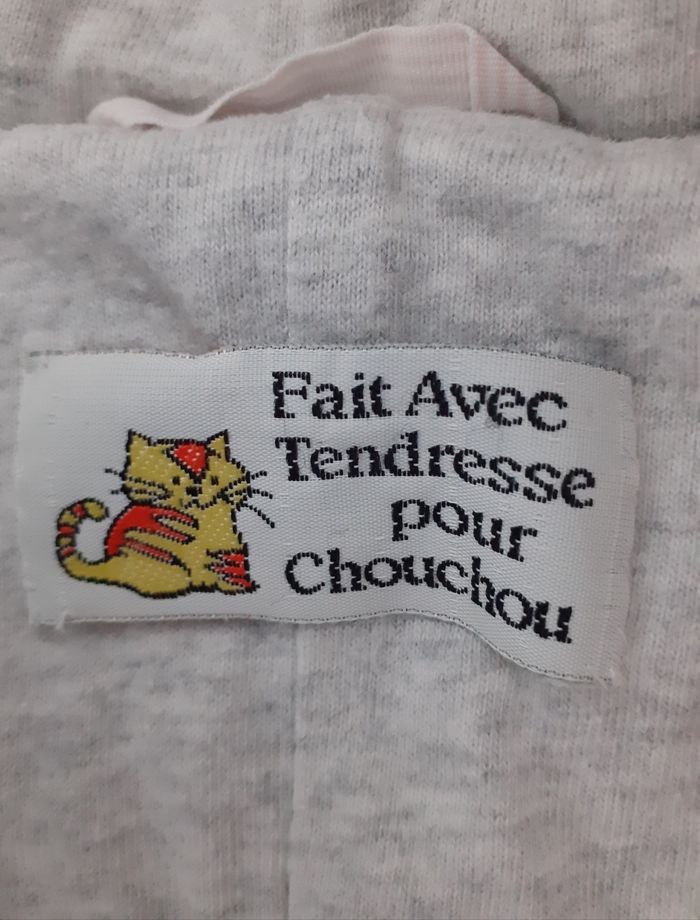 Fait Avec
Tendresse
pour
Chouchou